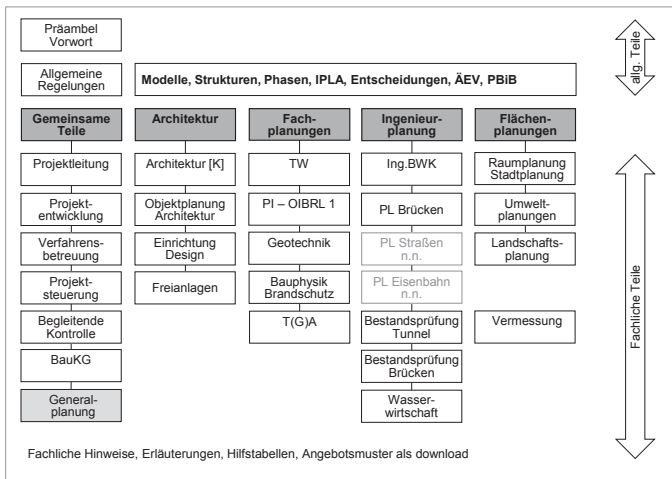 Präambel
Vorwort
allg. Teile
Allgemeine
Regelungen
Modelle, Strukturen, Phasen, IPLA, Entscheidungen, ÄEV, PBiB
Gemeinsame
Teile
Projektleitung
Projekt-
entwicklung
Verfahrens-
betreuung
Projekt-
steuerung
Begleitende
Kontrolle
BauKG
General-
planung
Architektur
Architektur [K]
Objektplanung
Architektur
Einrichtung
Design
Freianlagen
Fach-
planungen
TW
PI – OIBRL 1
Geotechnik
Bauphysik
Brandschutz
T(G)A
Ingenieur-
planung
Ing.BWK
PL Brücken
PL Straßen
n.n.
PL Eisenbahn
n.n.
Bestandsprüfung
Tunnel
Bestandsprüfung
Brücken
Wasser-
wirtschaft
Flächen-
planungen
Raumplanung
Stadtplanung
Umwelt-
planungen
Landschafts-
planung
Vermessung
Fachliche Teile
Fachliche Hinweise, Erläuterungen, Hilfstabellen, Angebotsmuster als download